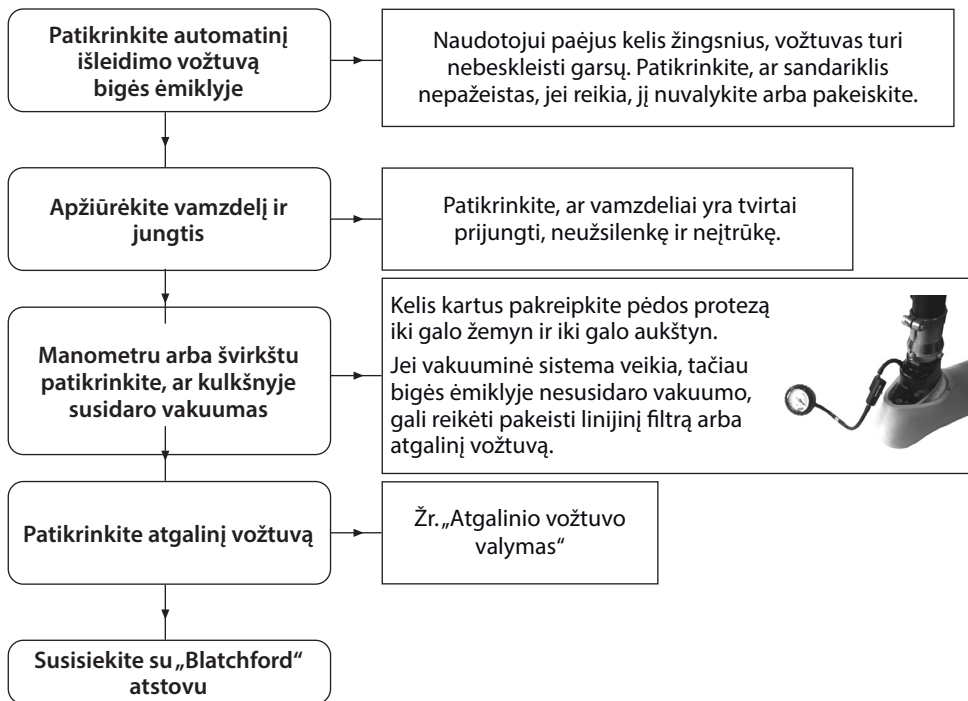 Patikrinkite automatinį
išleidimo vožtuvą
bigės ėmiklyje
Naudotojui paėjus kelis žingsnius, vožtuvas turi
nebeskleisti garsų. Patikrinkite, ar sandariklis
nepažeistas, jei reikia, jį nuvalykite arba pakeiskite.
Apžiūrėkite vamzdelį ir
jungtis
Patikrinkite, ar vamzdeliai yra tvirtai
prijungti, neužsilenkę ir neįtrūkę.
Manometru arba švirkštu
patikrinkite, ar kulkšnyje
susidaro vakuumas
Kelis kartus pakreipkite pėdos protezą
iki galo žemyn ir iki galo aukštyn.
Jei vakuuminė sistema veikia, tačiau
bigės ėmiklyje nesusidaro vakuumo,
gali reikėti pakeisti linijinį filtrą arba
atgalinį vožtuvą.
Patikrinkite atgalinį vožtuvą
Žr. „Atgalinio vožtuvo
valymas“
Susisiekite su „Blatchford“
atstovu